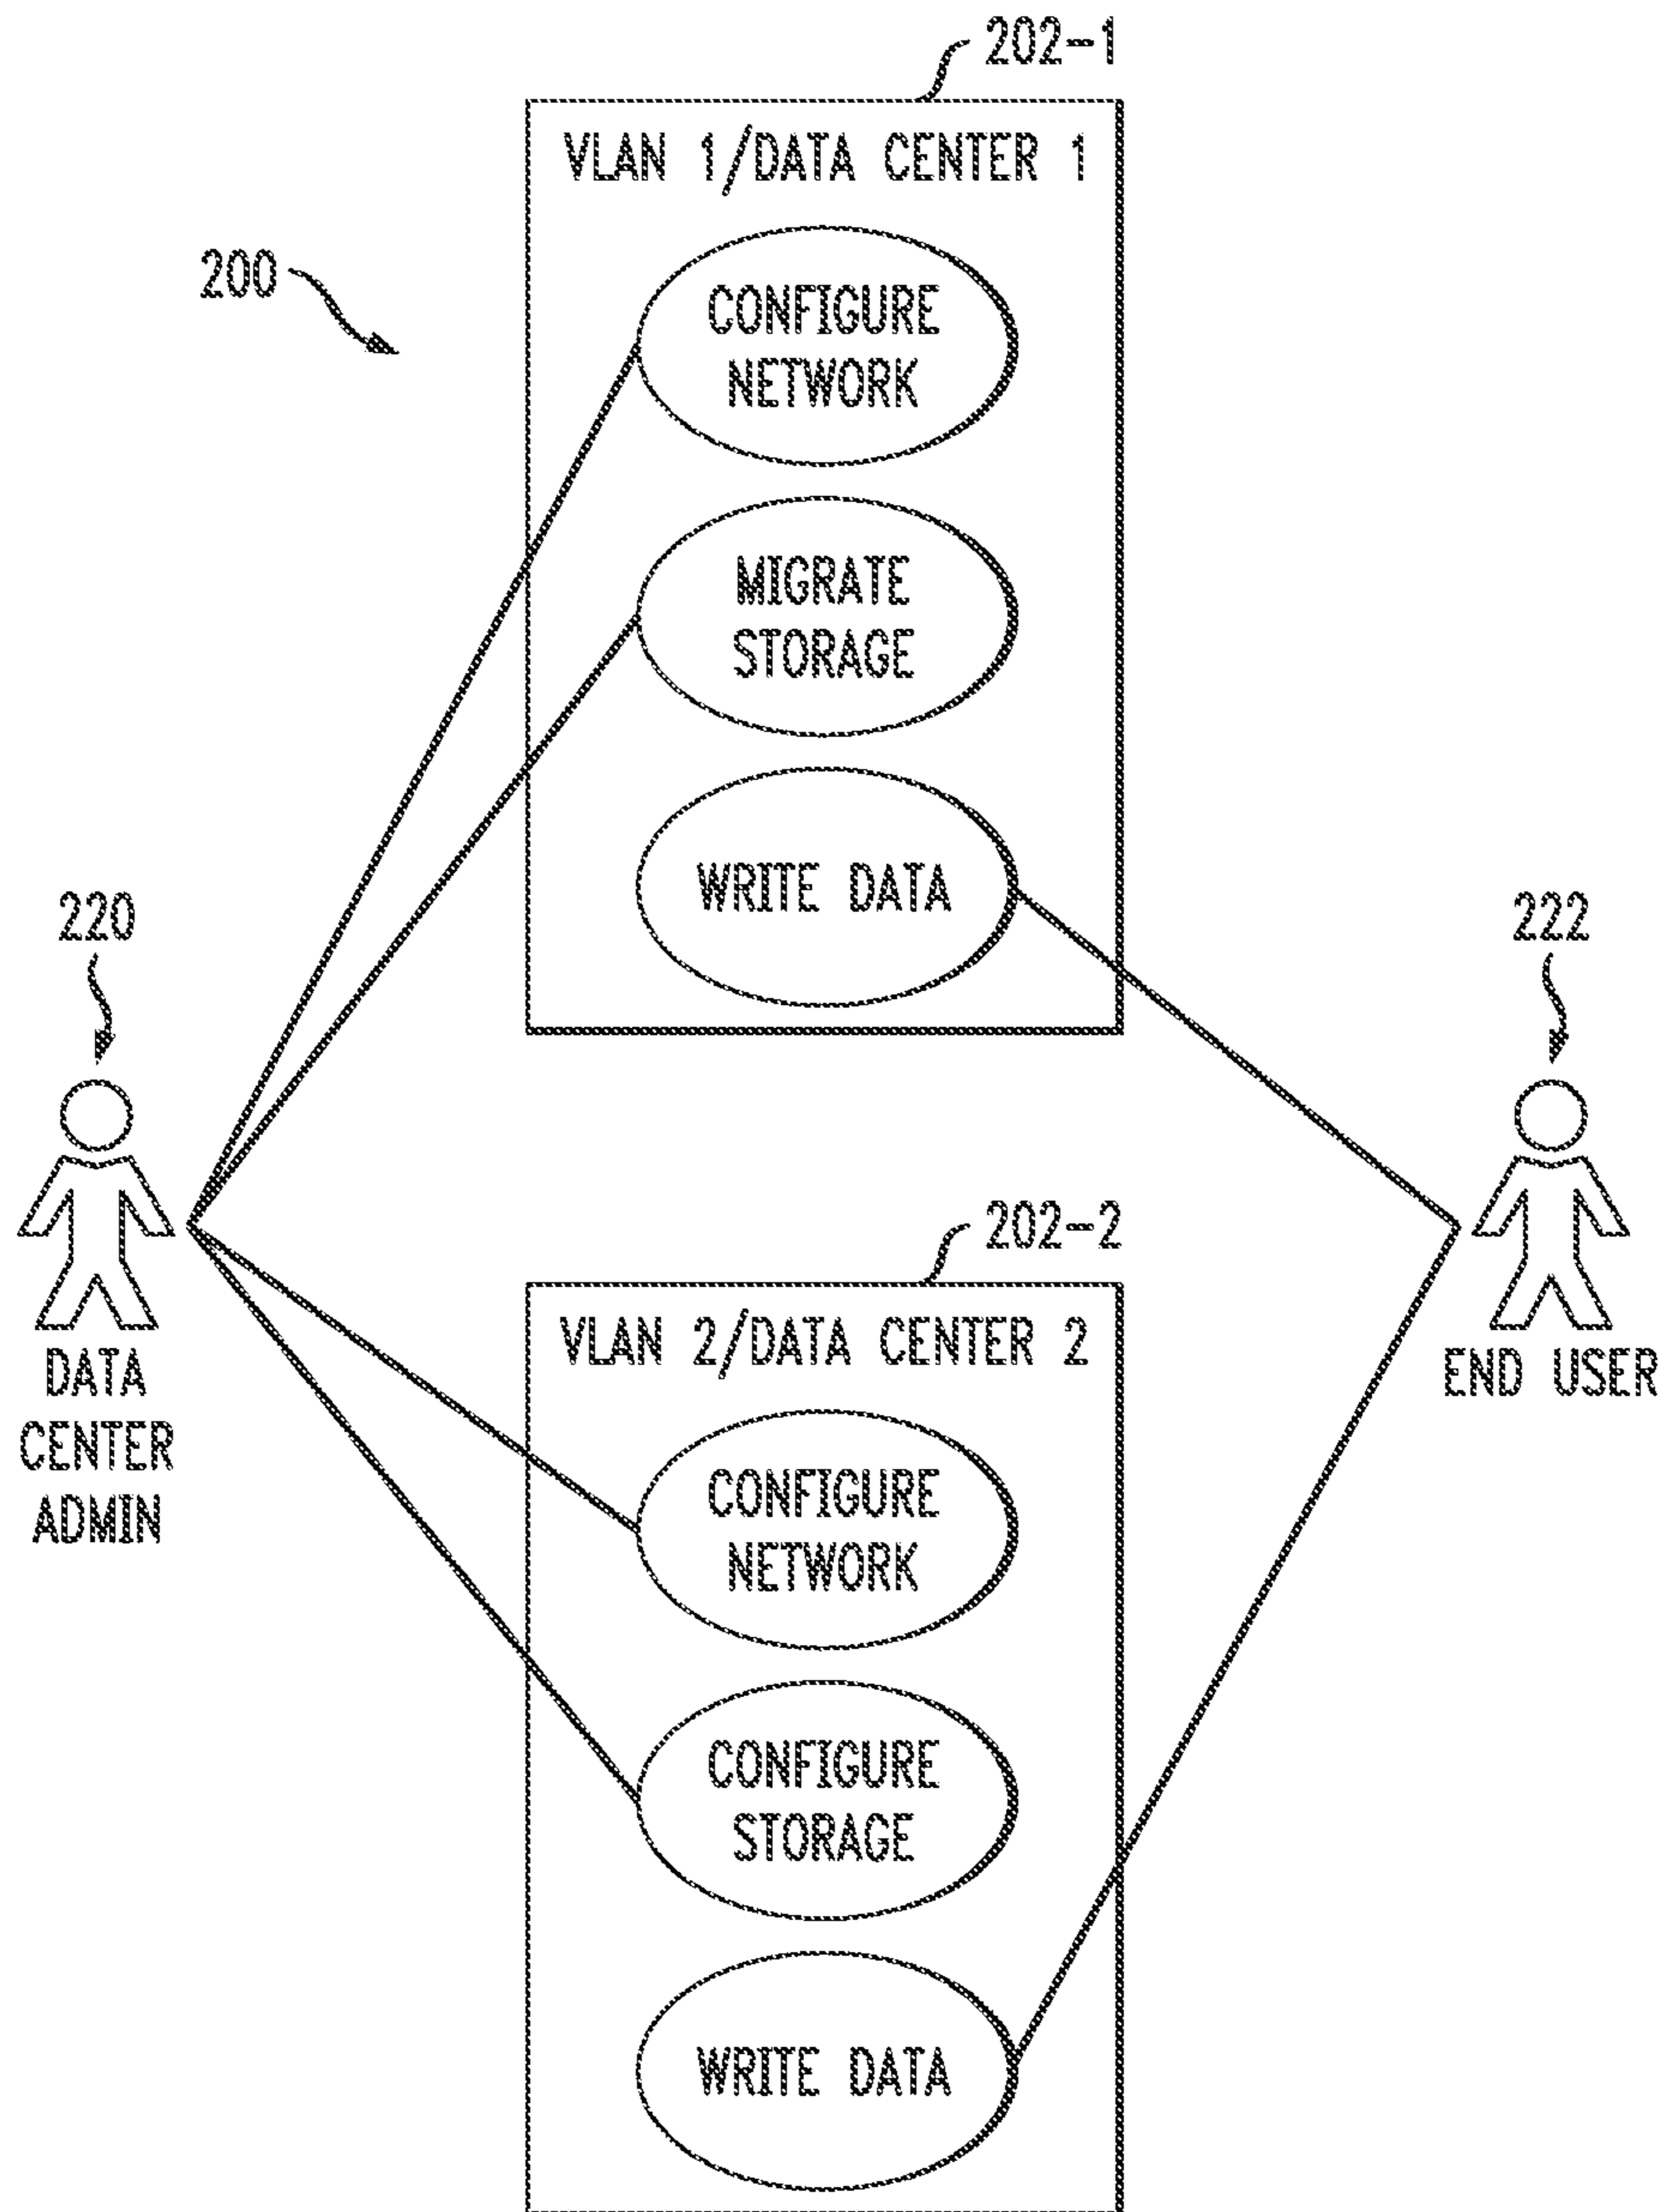 202-1
VLAN 1/DATA CENTER 1
200
CONFIGURE
NETWORK
MIGRATE
STORAGE
WRITE DATA
220
222
DATA
CENTER
ADMIN
END USER
202-2
VLAN 2/DATA CENTER 2
CONFIGURE
NETWORK
CONFIGURE
STORAGE
WRITE DATA